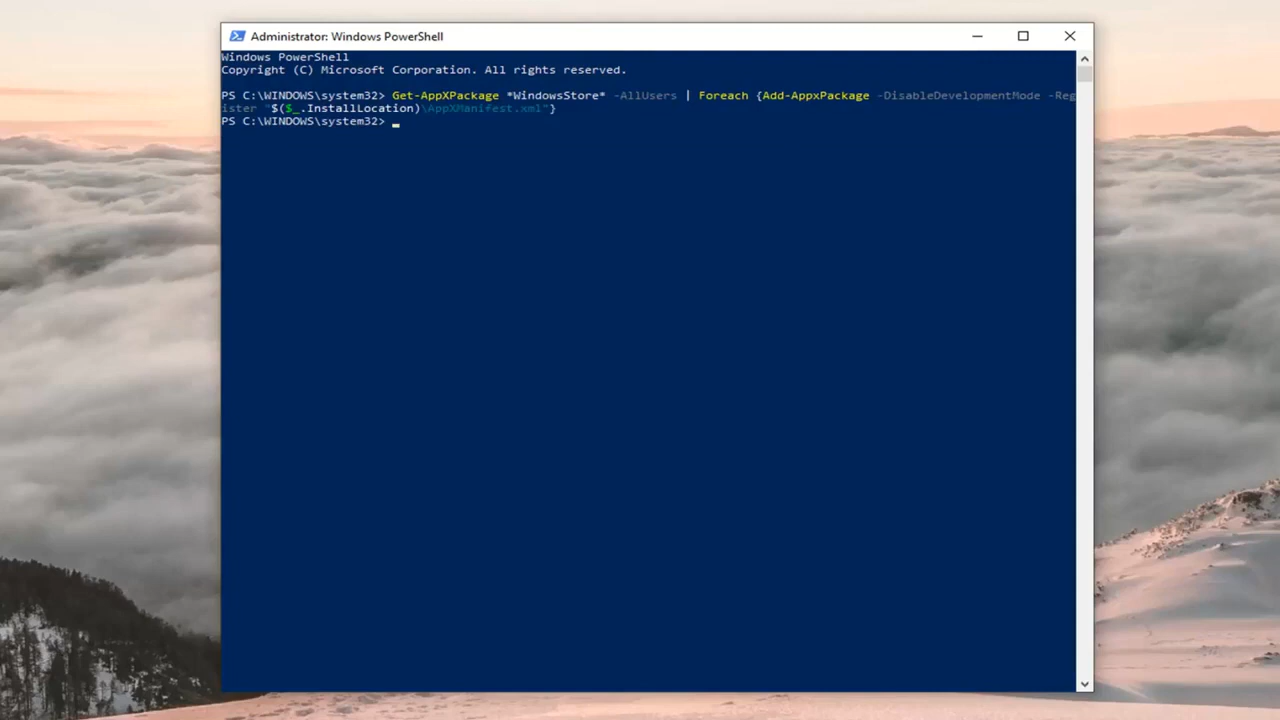 Administrator: Windows PowerShell
Windows PowerShell
Copyright (C) Microsoft Corporation. All rights reserved.
PS C:\WINDOWS\system32> Get-AppXPackage *WindowsStore* -AllUsers | Foreach {Add-AppxPackage -DisableDevelopmentMode -Reg
ister "$($_.InstallLocation)\AppXManifest.xml"}
PS C:\WINDOWS\system32>